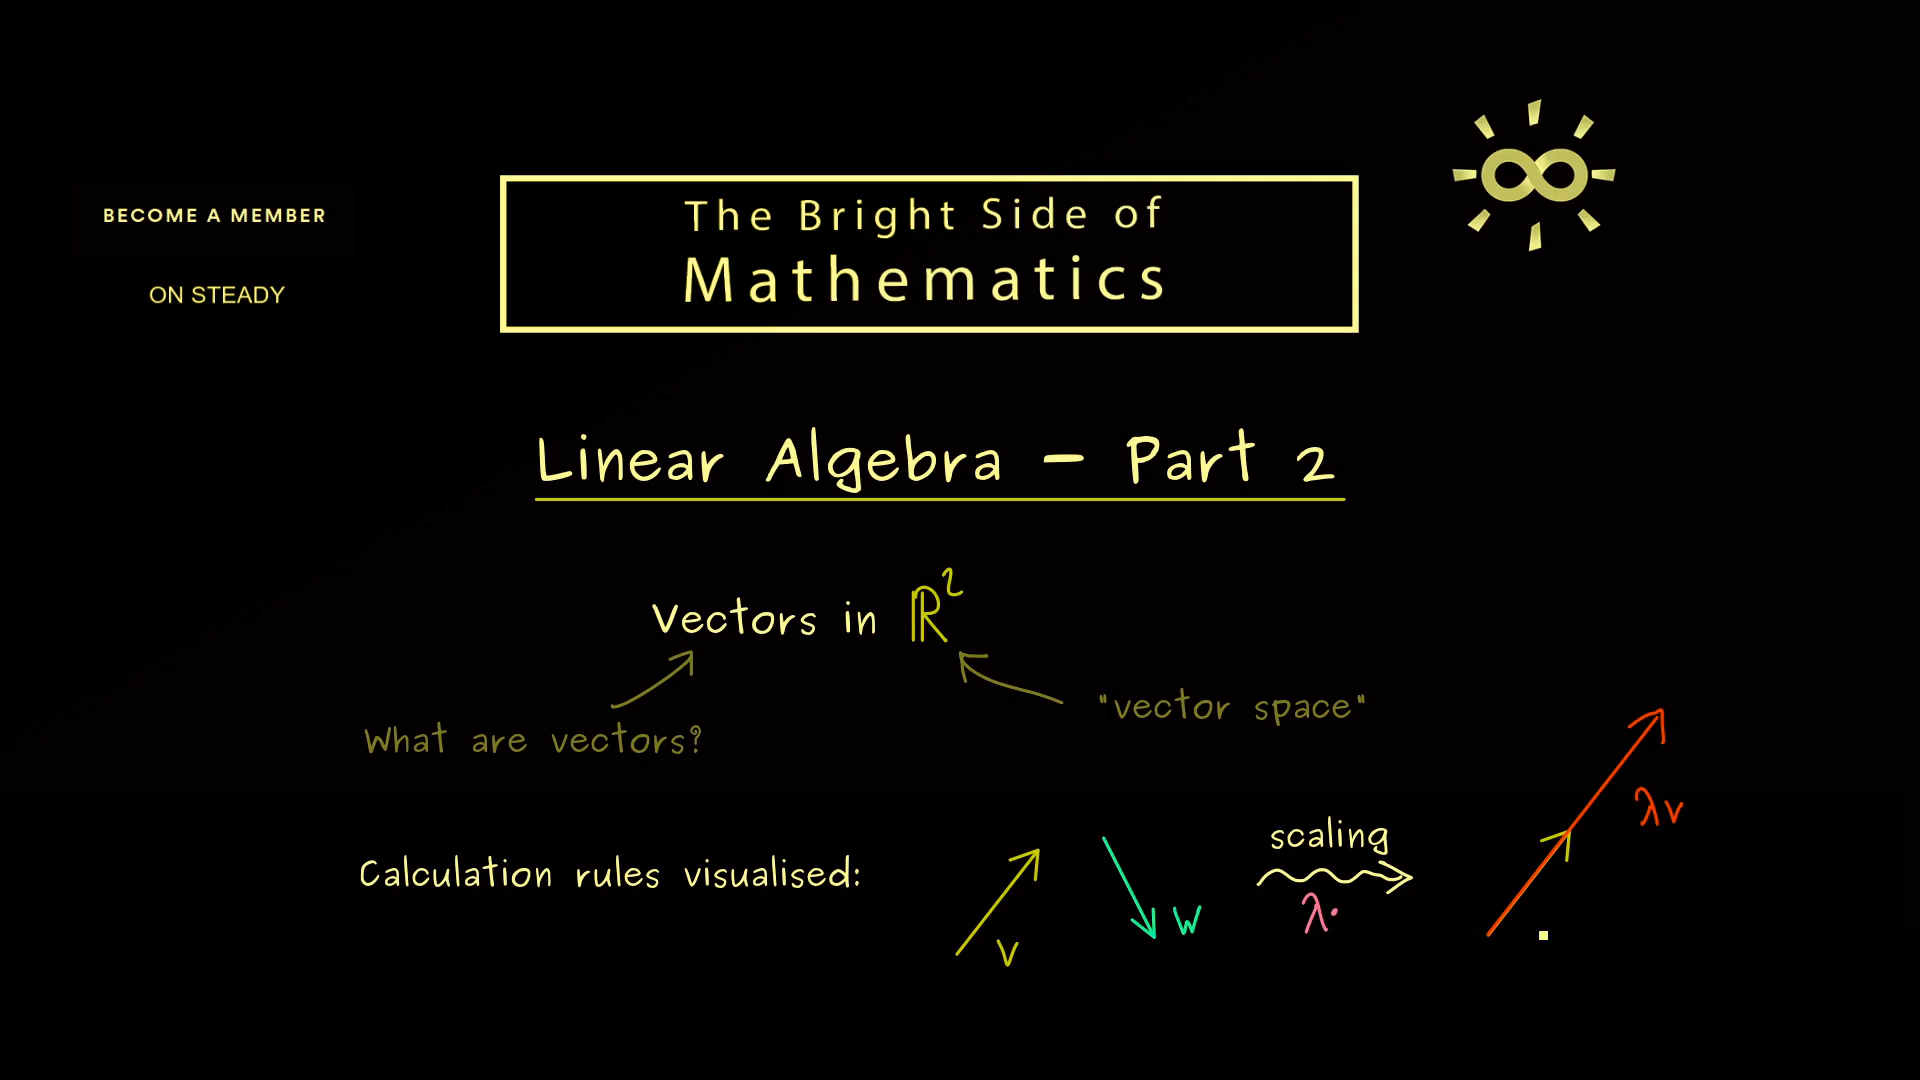 BECOME A MEMBER
ON STEADY
The Bright Side of
Mathematics
Linear Algebra – Part 2
Vectors in ℝ²
What are vectors?
"vector space"
Calculation rules visualised:
v
w
scaling
λ·
λv